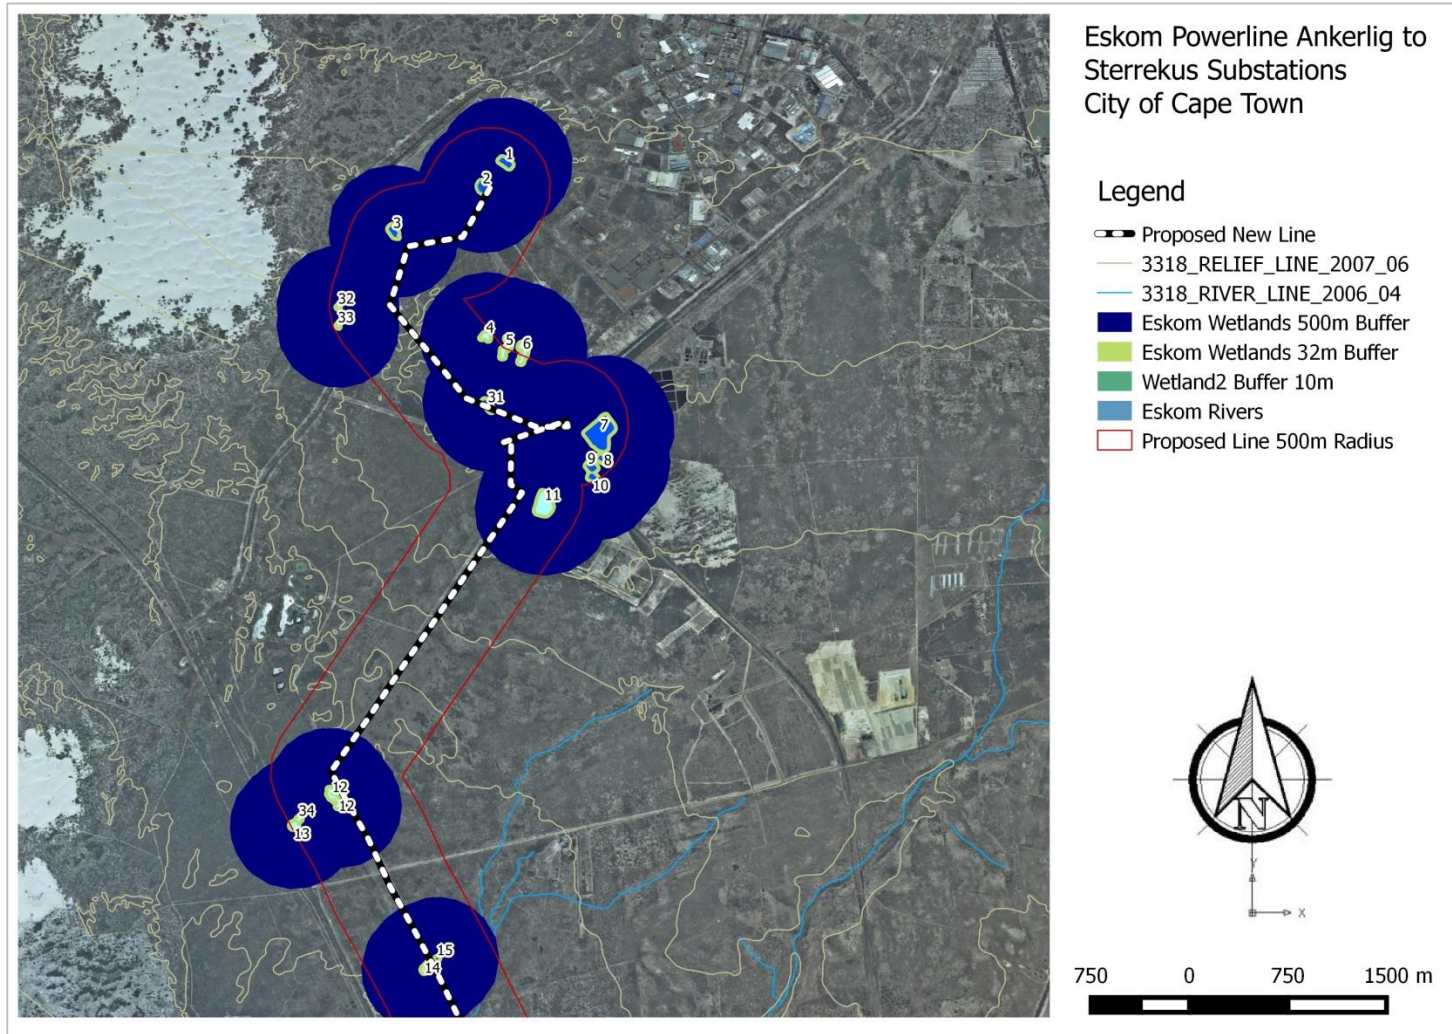 Eskom Powerline Ankerlig to
Sterrekus Substations
City of Cape Town
Legend
Proposed New Line
3318_RELIEF_LINE_2007_06
3318_RIVER_LINE_2006_04
Eskom Wetlands 500m Buffer
Eskom Wetlands 32m Buffer
Wetland2 Buffer 10m
Eskom Rivers
Proposed Line 500m Radius
1
2
3
32
33
4
5
6
31
7
8
9
10
11
12
12
34
13
15
14
N
Y
X
750 0 750 1500 m